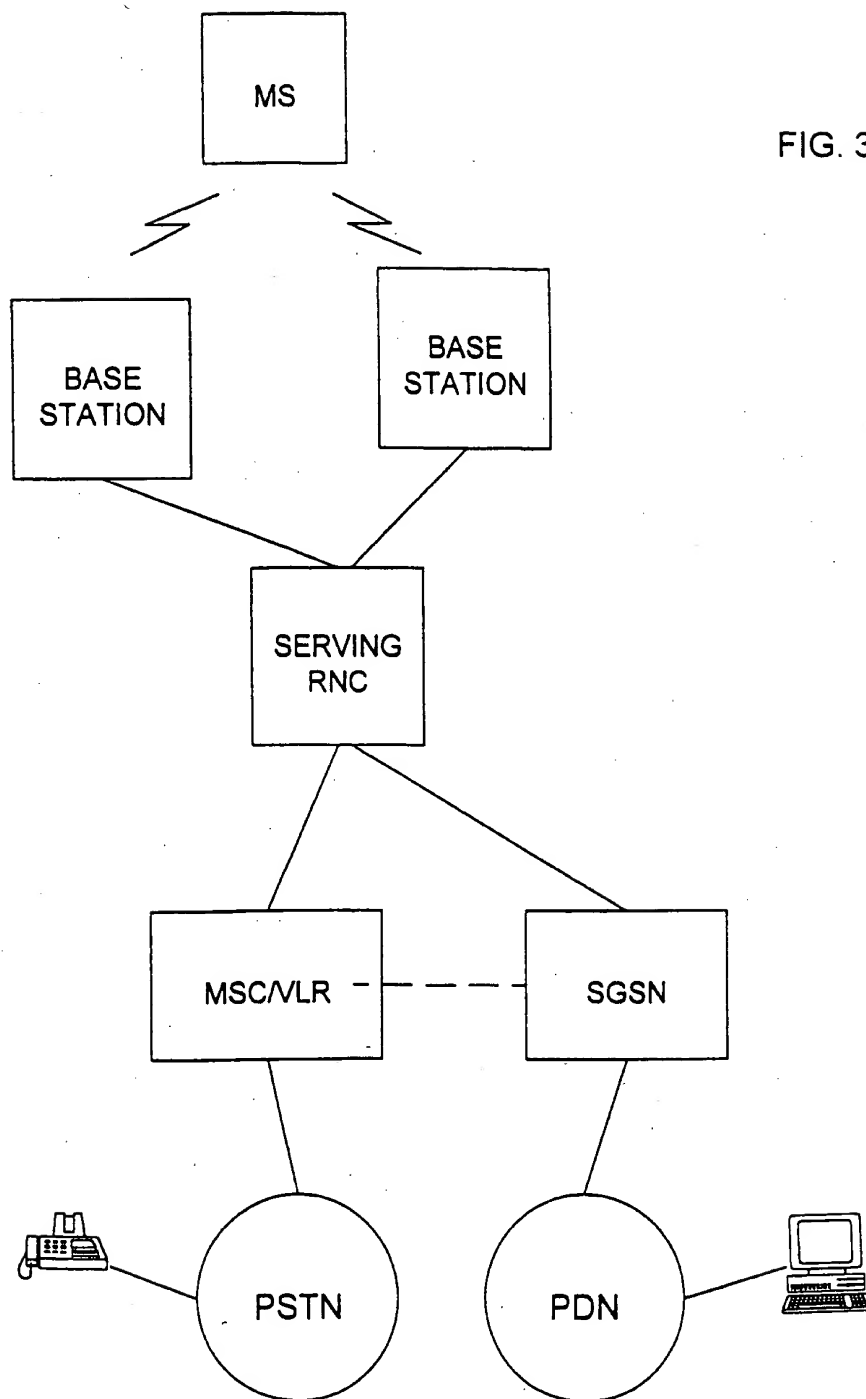 MS
FIG. 3
BASE
STATION
BASE
STATION
SERVING
RNC
MSC/VLR
SGSN
PSTN
PDN